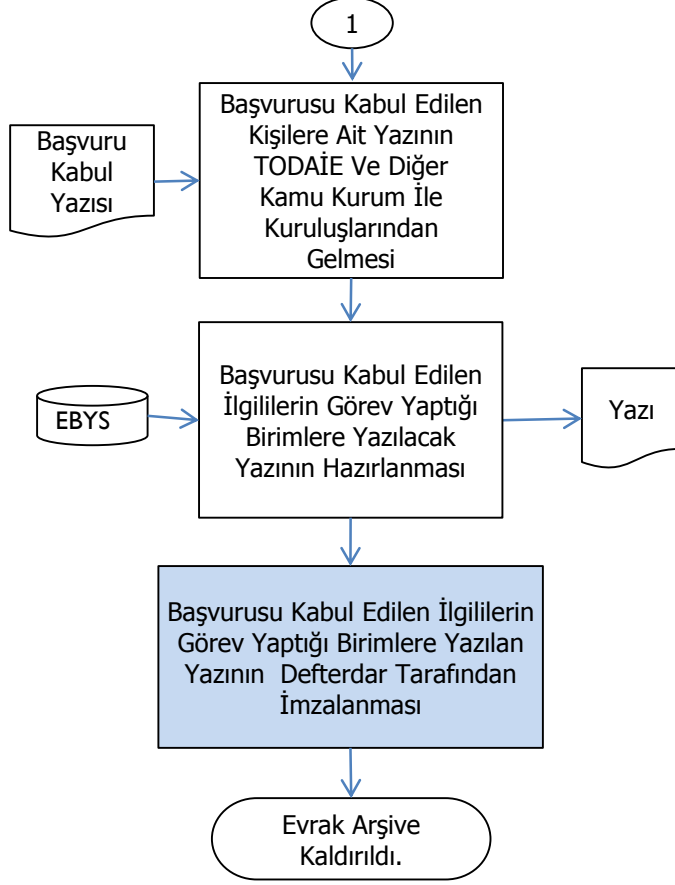 1
Başvurusu Kabul Edilen
Kişilere Ait Yazının
TODAİE Ve Diğer
Kamu Kurum İle
Kuruluşlarından
Gelmesi
Başvuru
Kabul
Yazısı
Başvurusu Kabul Edilen
İlgililerin Görev Yaptığı
Birimlere Yazılacak
Yazının Hazırlanması
EBYS
Yazı
Başvurusu Kabul Edilen İlgililerin
Görev Yaptığı Birimlere Yazılan
Yazının Defterdar Tarafından
İmzalanması
Evrak Arşive
Kaldırıldı.